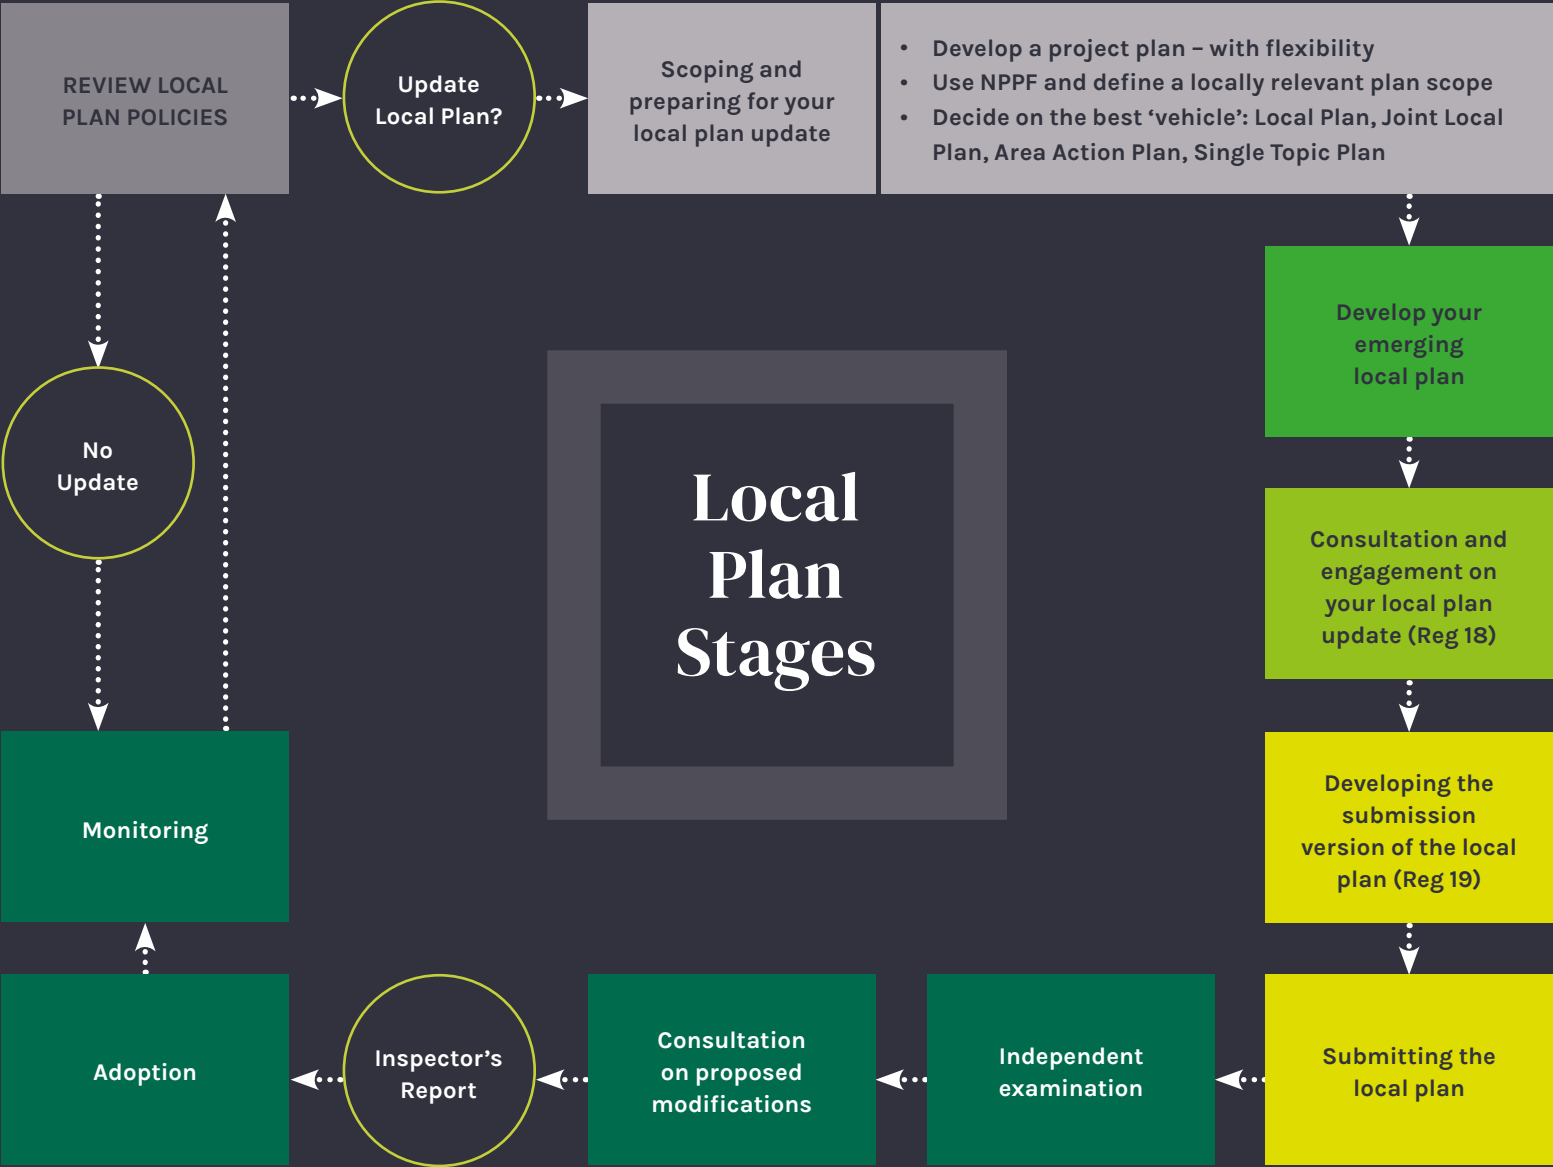 REVIEW LOCAL
PLAN POLICIES
Update
Local Plan?
Scoping and
preparing for your
local plan update
• Develop a project plan – with flexibility
• Use NPPF and define a locally relevant plan scope
• Decide on the best ‘vehicle’: Local Plan, Joint Local
Plan, Area Action Plan, Single Topic Plan
Develop your
emerging
local plan
Consultation and
engagement on
your local plan
update (Reg 18)
Developing the
submission
version of the local
plan (Reg 19)
Submitting the
local plan
Independent
examination
Consultation
on proposed
modifications
Inspector’s
Report
Adoption
Monitoring
No
Update
Local
Plan
Stages